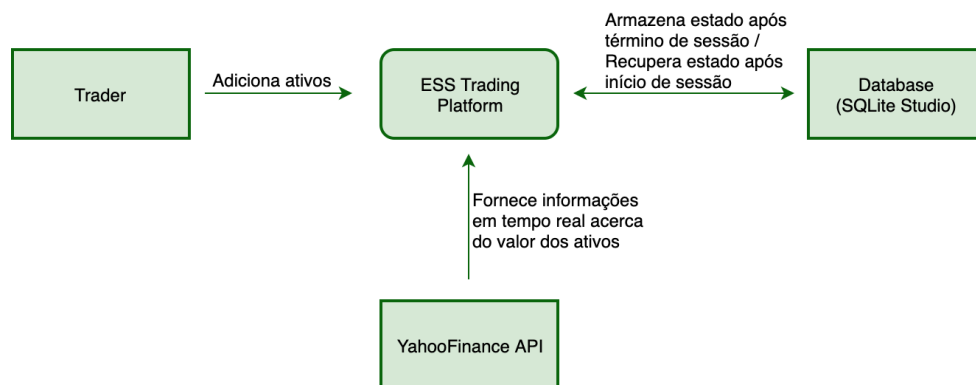 Trader
Adiciona ativos
ESS Trading
Platform
Armazena estado após
término de sessão /
Recupera estado após
início de sessão
Database
(SQLite Studio)
Fornece informações
em tempo real acerca
do valor dos ativos
YahooFinance API